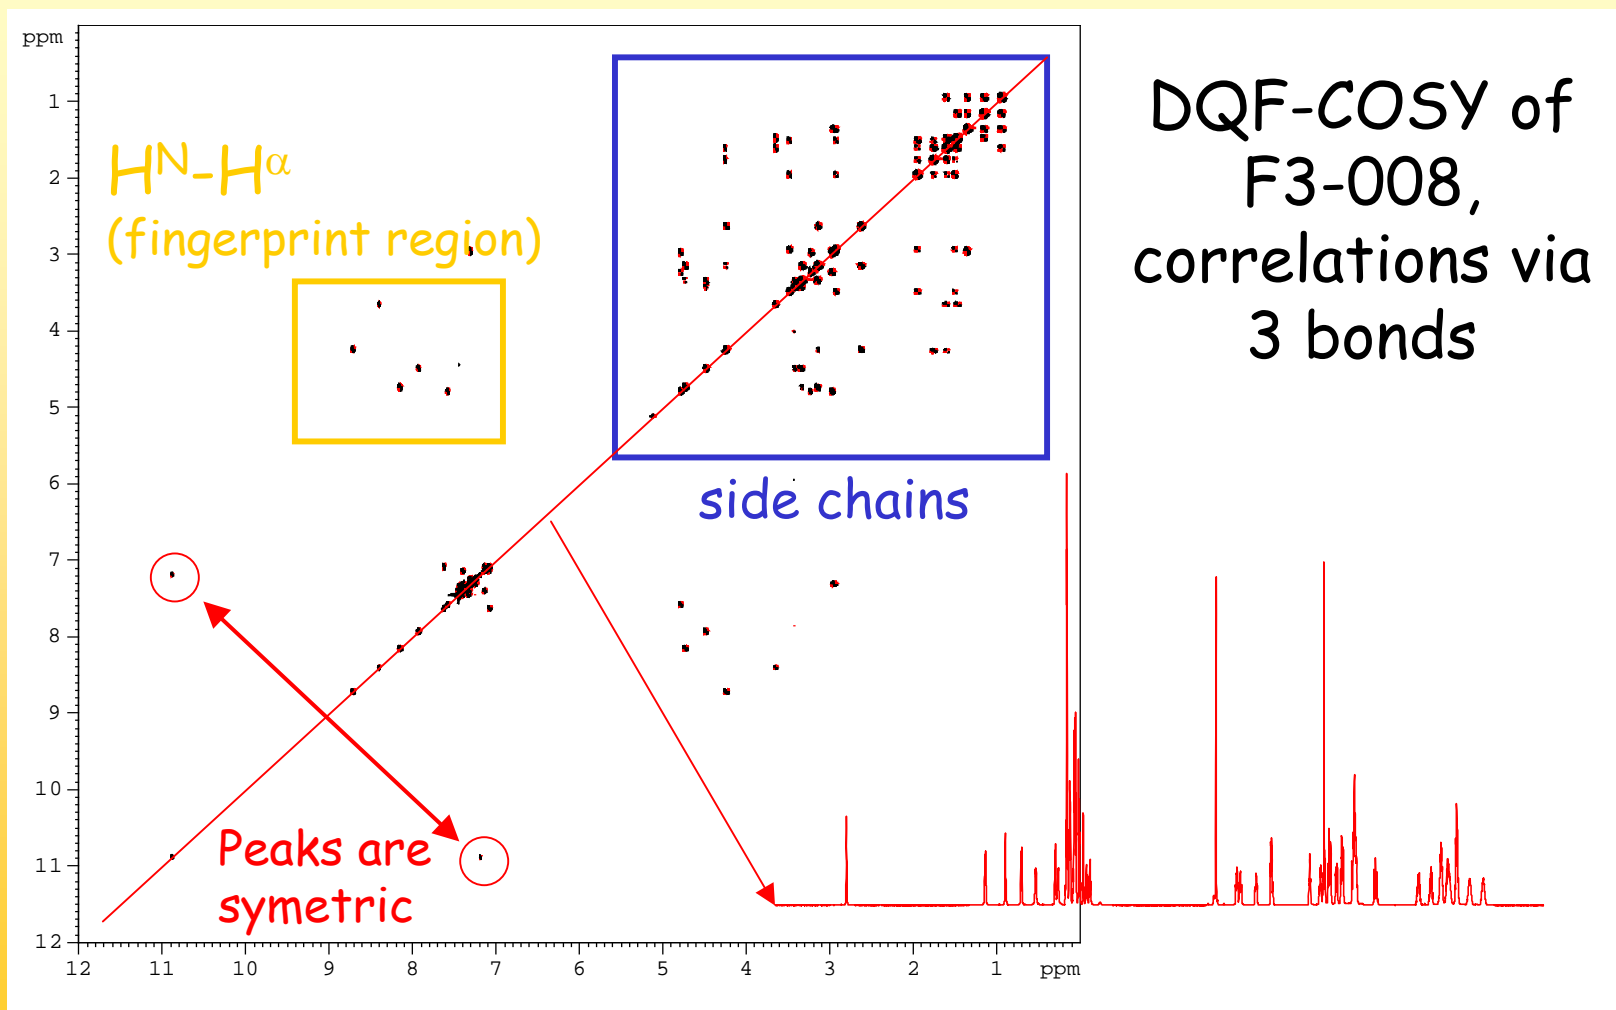 DQF-COSY of
F3-008,
correlations via
3 bonds
ppm
1
2
3
4
5
6
7
8
9
10
11
12
HN-Hα
(fingerprint region)
side chains
Peaks are
symetric
12 11 10 9 8 7 6 5 4 3 2 1 ppm